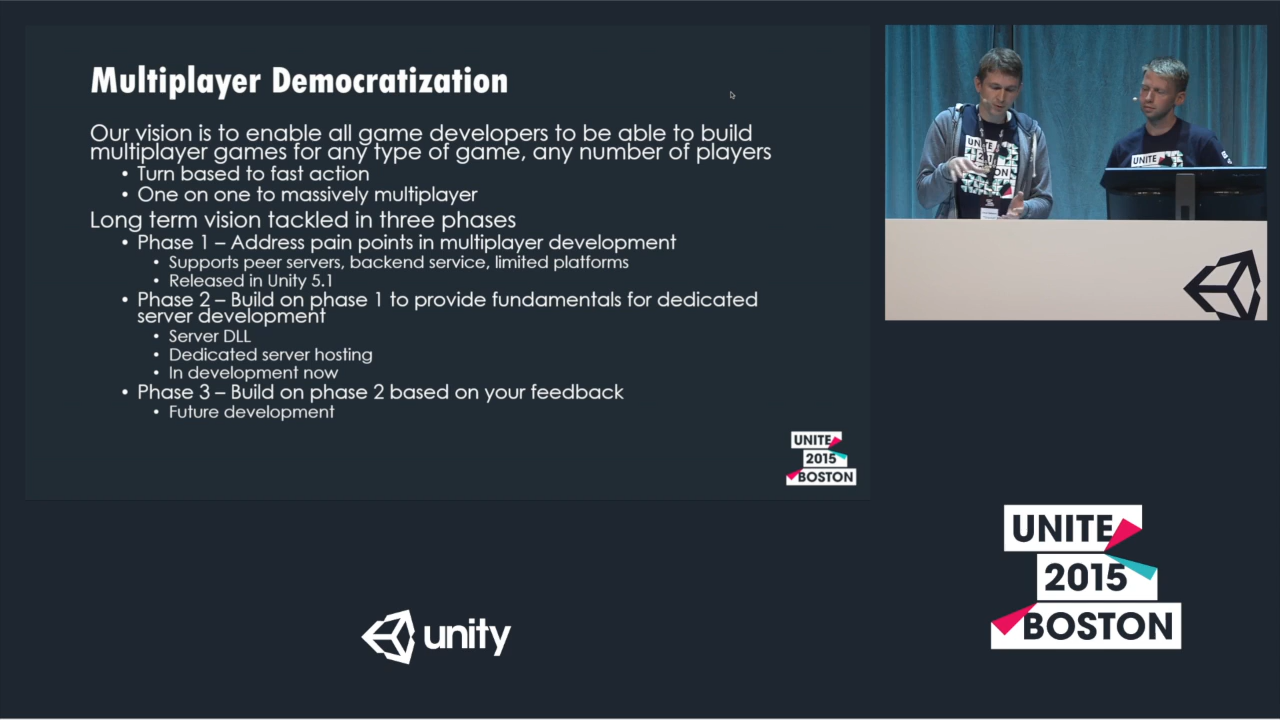 Multiplayer Democratization
Our vision is to enable all game developers to be able to build
multiplayer games for any type of game, any number of players
• Turn based to fast action
• One on one to massively multiplayer
Long term vision tackled in three phases
• Phase 1 – Address pain points in multiplayer development
• Supports peer servers, backend service, limited platforms
• Released in Unity 5.1
• Phase 2 – Build on phase 1 to provide fundamentals for dedicated
server development
• Server DLL
• Dedicated server hosting
• In development now
• Phase 3 – Build on phase 2 based on your feedback
• Future development
UNITE
2015
BOSTON
UNITE
UNITE
UNITE
2015
BOSTON
unity